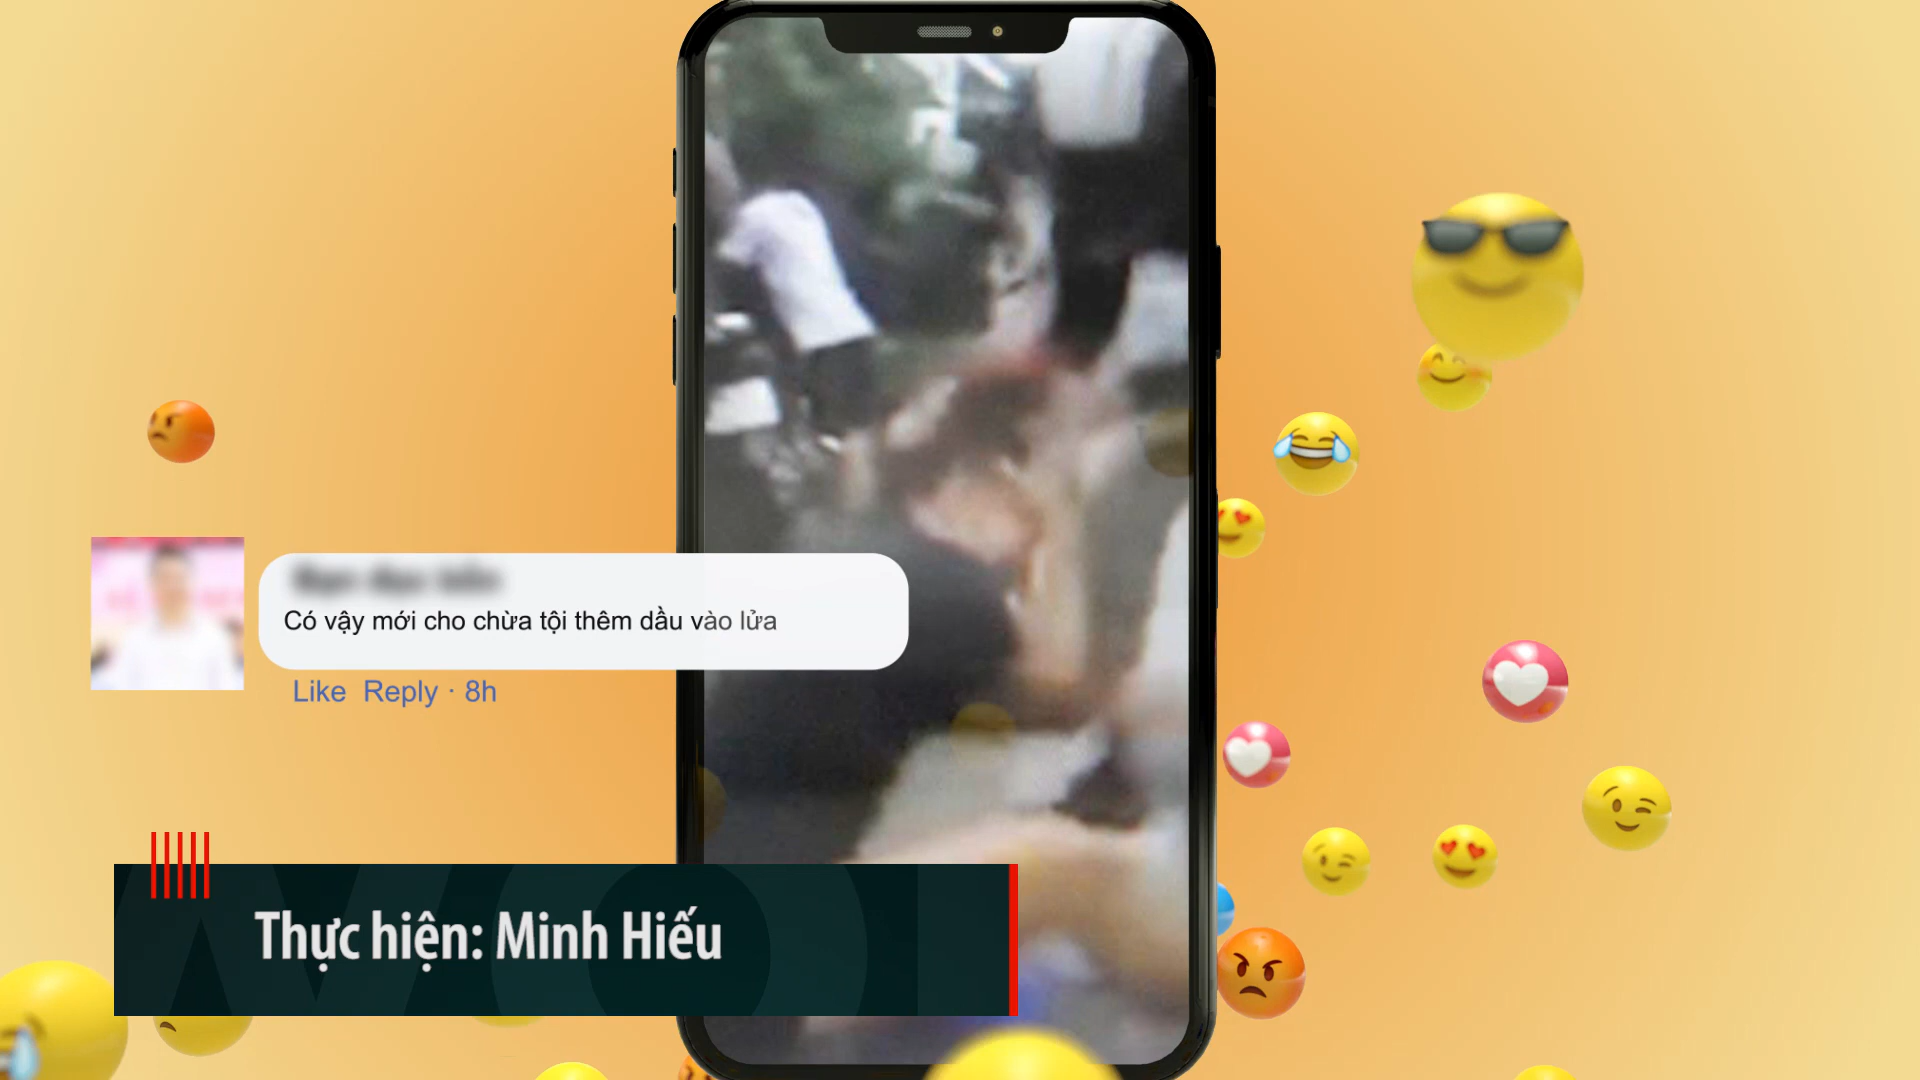 Có vậy mới cho chừa tội thêm dầu vào lửa
Like Reply · 8h
Thực hiện: Minh Hiếu